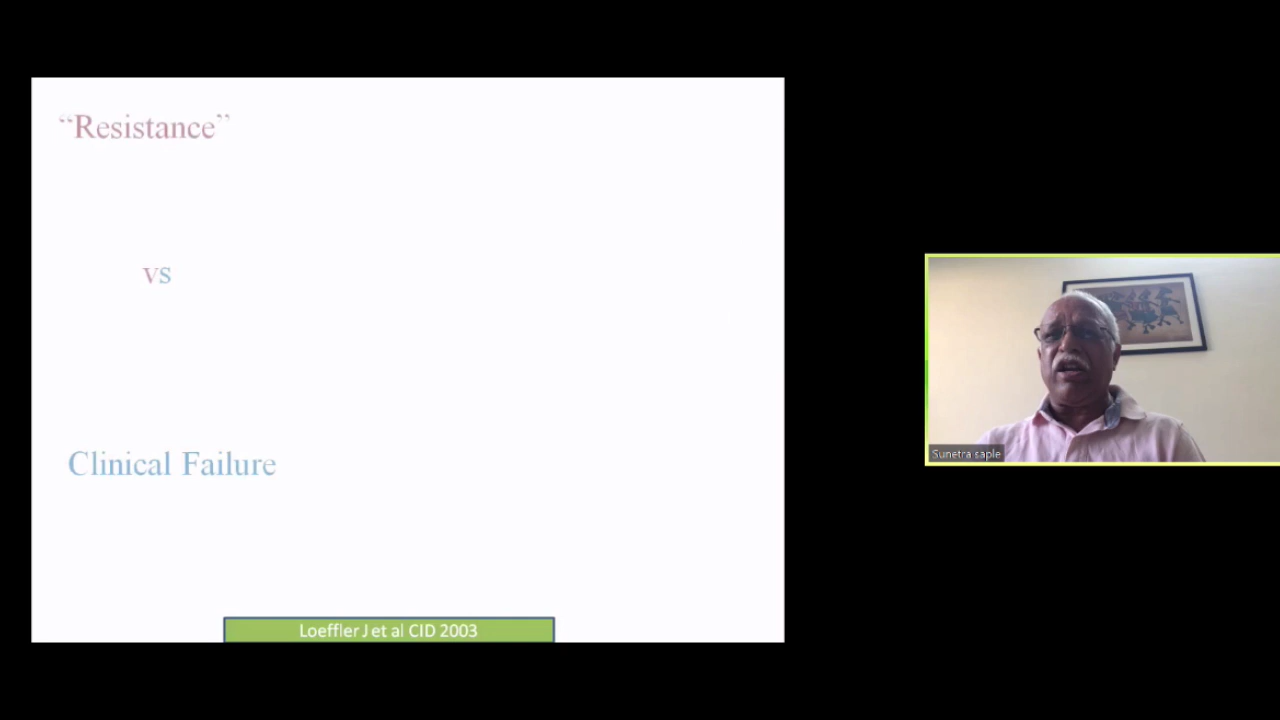 “Resistance”
vs
Clinical Failure
Loeffler J et al CID 2003
Sunetra saple